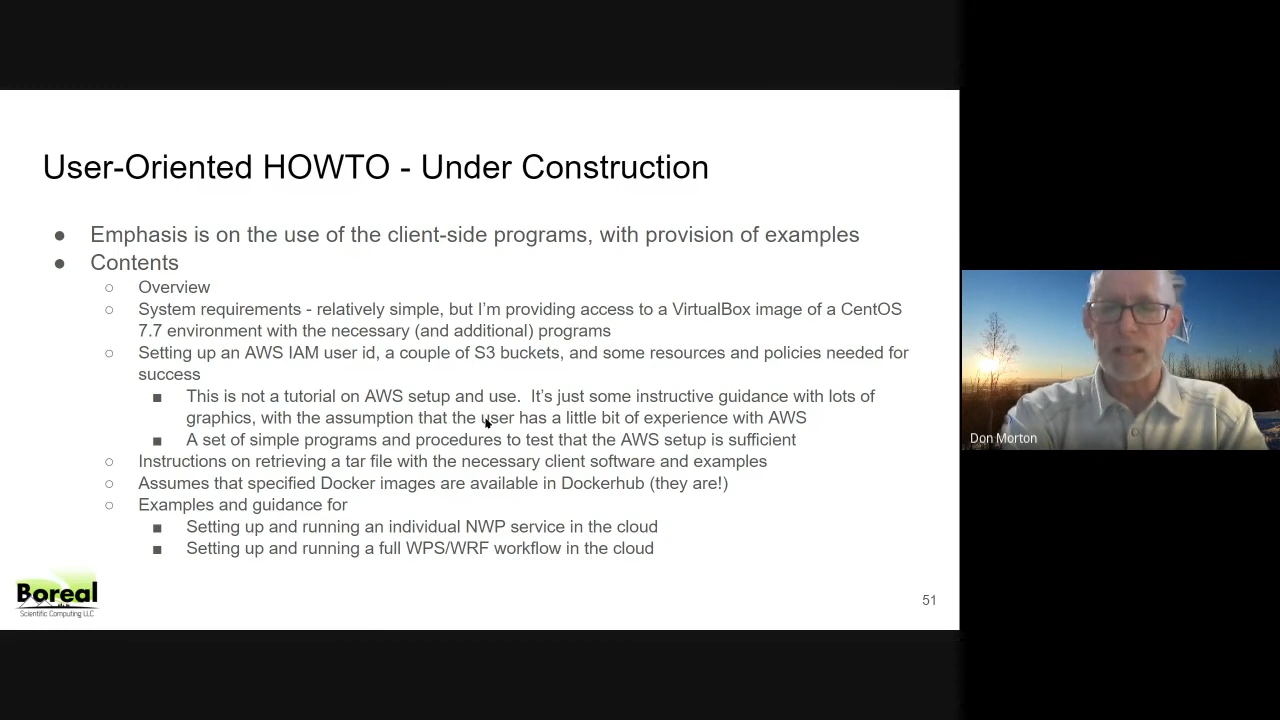 User-Oriented HOWTO - Under Construction
● Emphasis is on the use of the client-side programs, with provision of examples
● Contents
○ Overview
○ System requirements - relatively simple, but I'm providing access to a VirtualBox image of a CentOS
7.7 environment with the necessary (and additional) programs
○ Setting up an AWS IAM user id, a couple of S3 buckets, and some resources and policies needed for
success
■ This is not a tutorial on AWS setup and use.  It's just some instructive guidance with lots of
graphics, with the assumption that the user has a little bit of experience with AWS
■ A set of simple programs and procedures to test that the AWS setup is sufficient
○ Instructions on retrieving a tar file with the necessary client software and examples
○ Assumes that specified Docker images are available in Dockerhub (they are!)
○ Examples and guidance for
■ Setting up and running an individual NWP service in the cloud
■ Setting up and running a full WPS/WRF workflow in the cloud
Boreal
Scientific Computing LLC
51
Don Morton